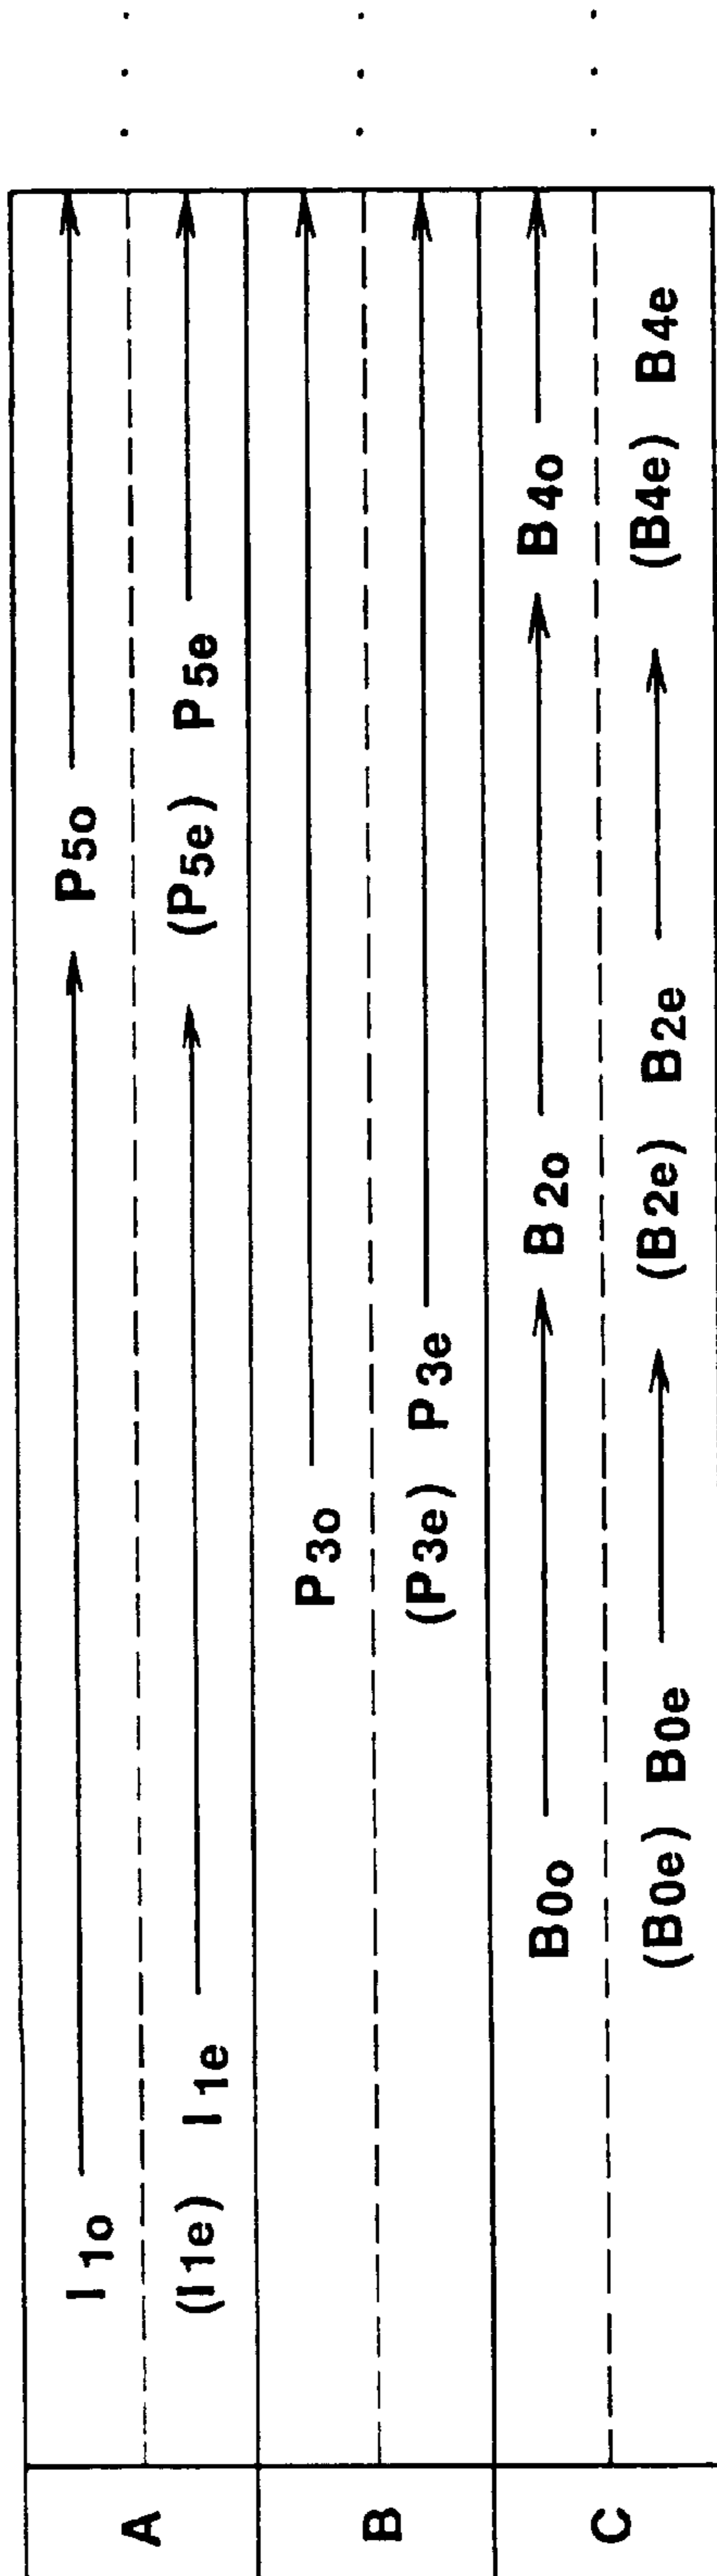 A I1o P5o . . .
(I1e) I1e (P5e) P5e
B P3o . . .
(P3e) P3e
C B0o B2o B4o . . .
(B0e) B0e (B2e) B2e (B4e) B4e